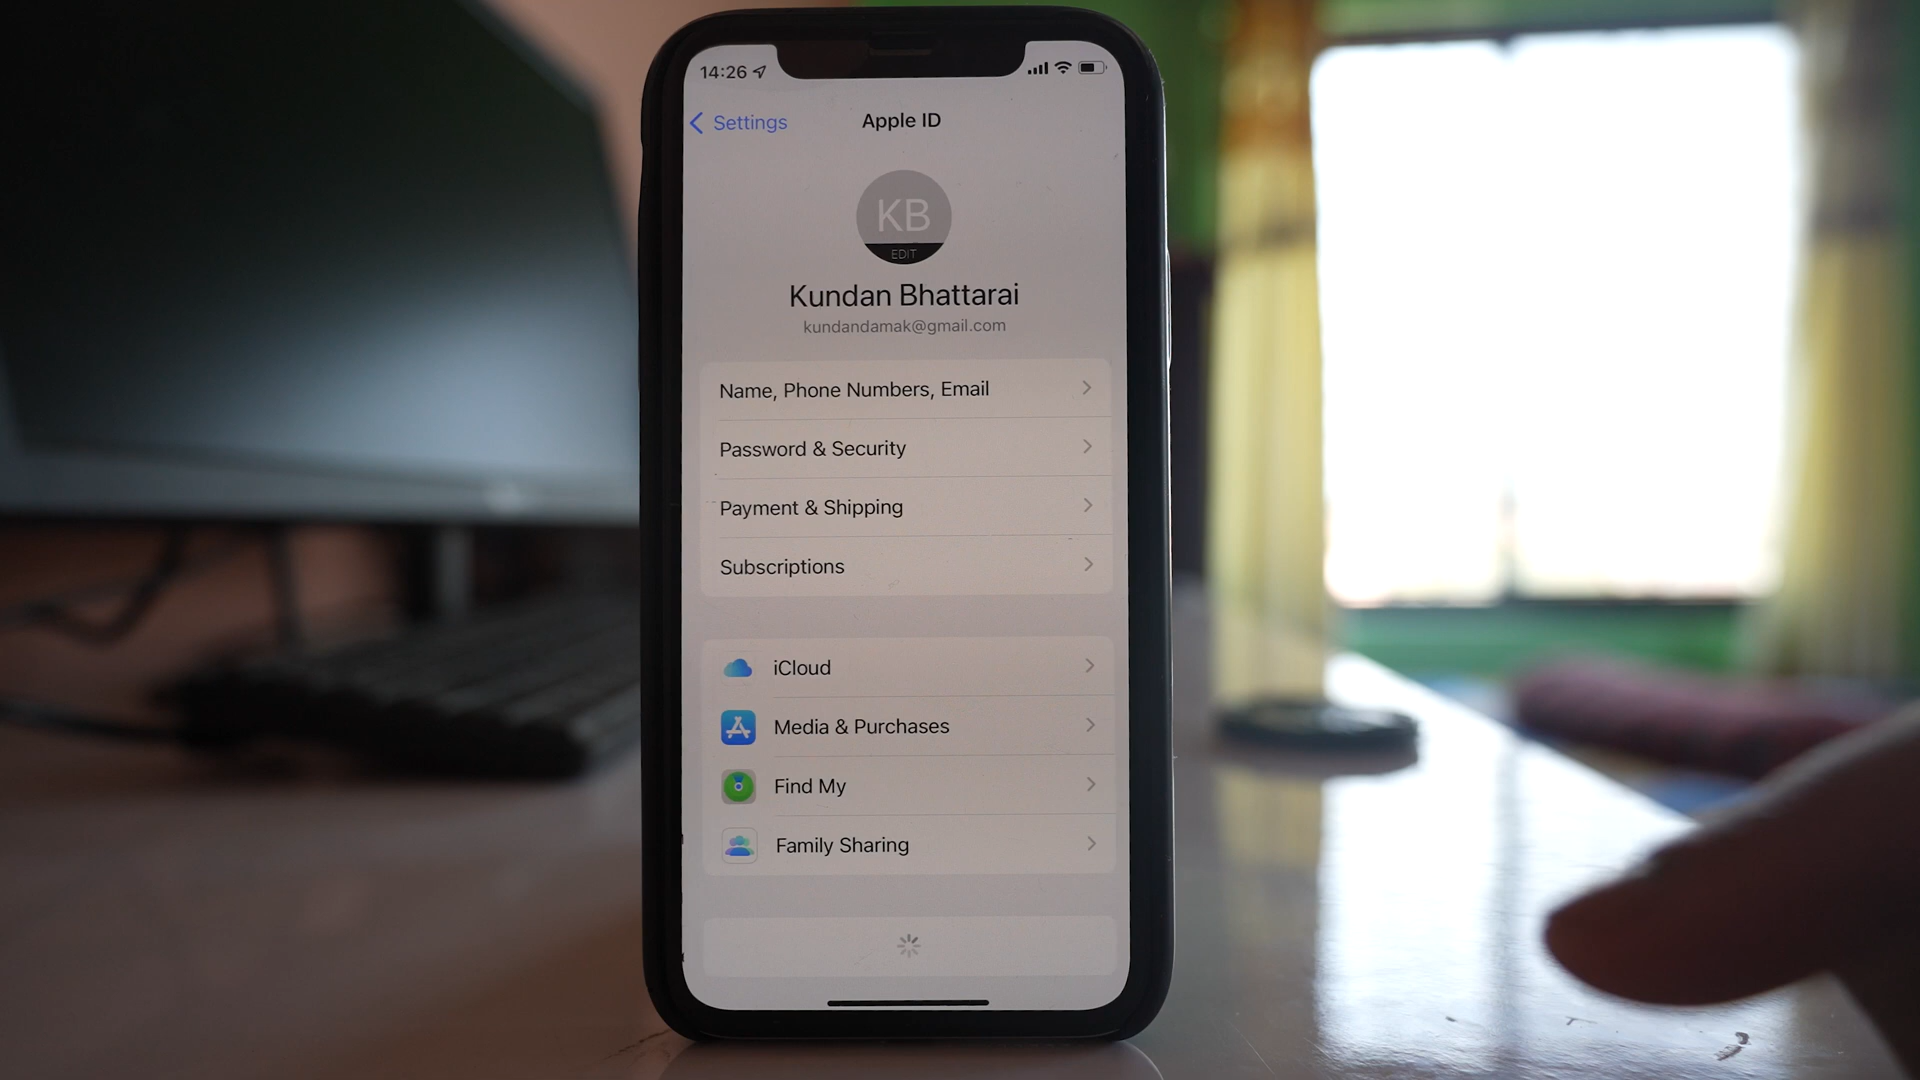 14:26
Settings
Apple ID
KB
EDIT
Kundan Bhattarai
kundandamak@gmail.com
Name, Phone Numbers, Email
Password & Security
Payment & Shipping
Subscriptions
iCloud
Media & Purchases
Find My
Family Sharing